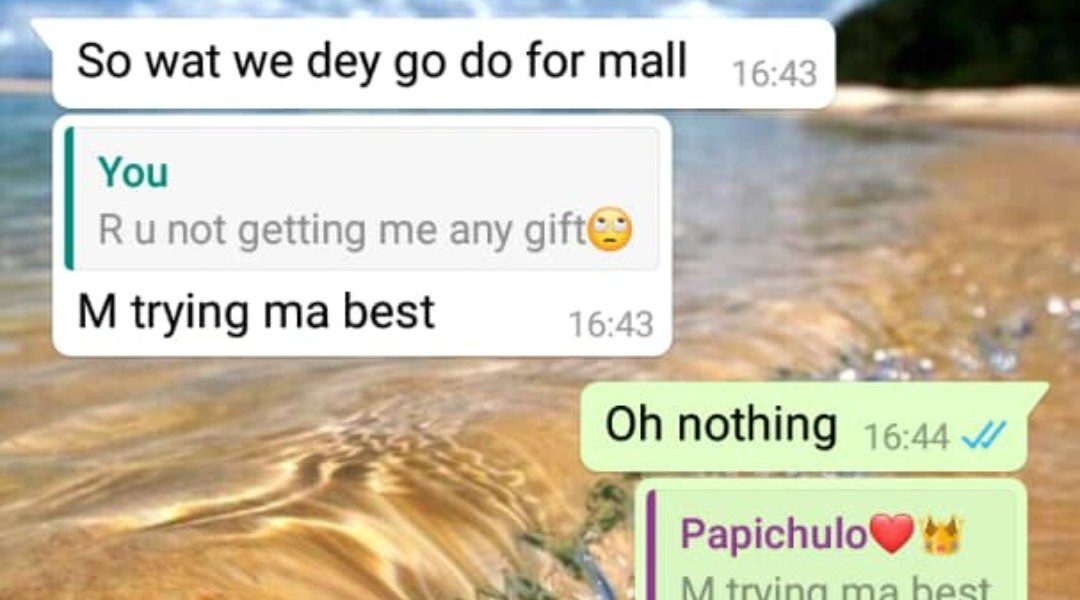 So wat we dey go do for mall 16:43
You
R u not getting me any gift🙄
M trying ma best 16:43
Oh nothing 16:44
Papichulo❤️👑
M trying ma best